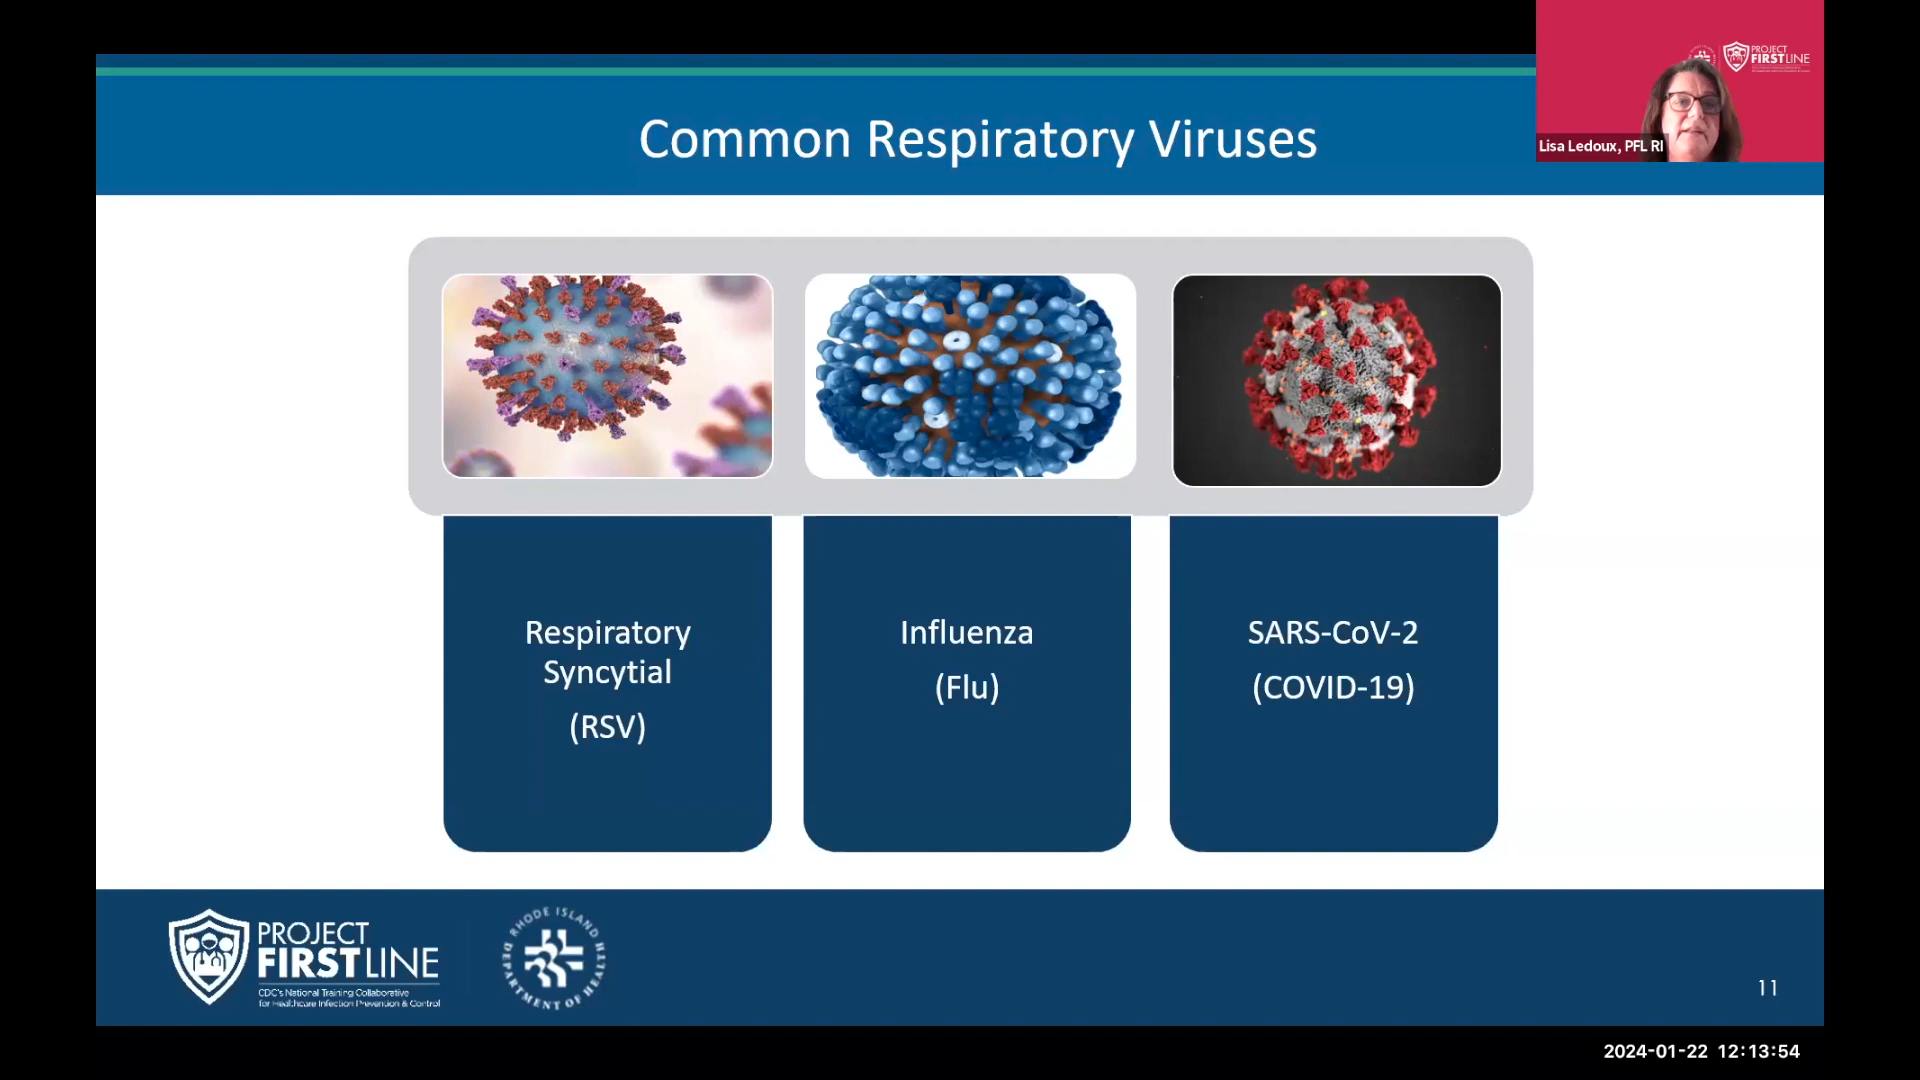 PROJECT
FIRSTLINE
Lisa Ledoux, PFL RI
Common Respiratory Viruses
Respiratory
Syncytial
(RSV)
Influenza
(Flu)
SARS-CoV-2
(COVID-19)
PROJECT
FIRSTLINE
CDC's National Training Collaborative
for Healthcare Infection Prevention & Control
RHODE ISLAND
DEPARTMENT OF HEALTH
11
2024-01-22 12:13:54